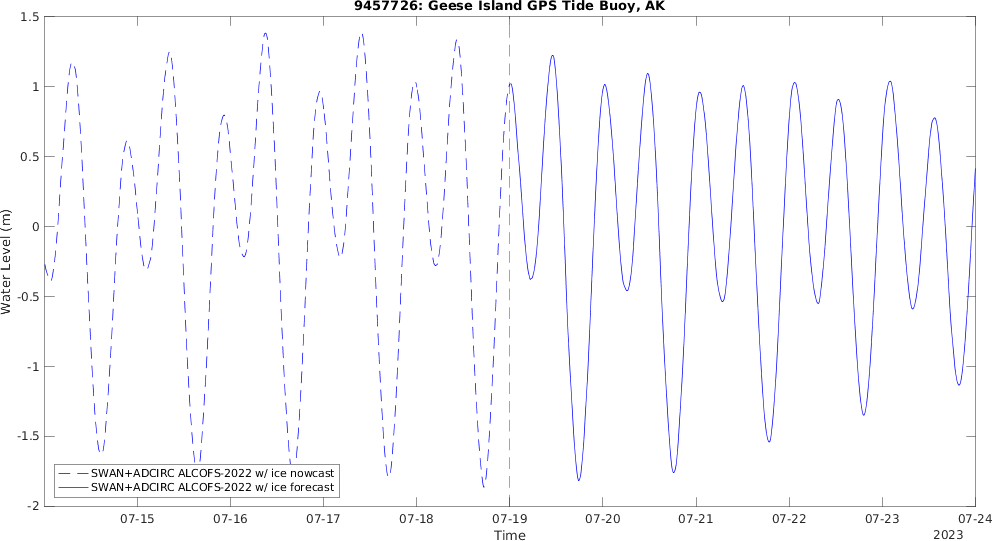 9457726: Geese Island GPS Tide Buoy, AK
1.5
1
0.5
0
-0.5
-1
-1.5
-2
Water Level (m)
SWAN+ADCIRC ALCOFS-2022 w/ ice nowcast
SWAN+ADCIRC ALCOFS-2022 w/ ice forecast
07-15 07-16 07-17 07-18 07-19 07-20 07-21 07-22 07-23 07-24
Time
2023